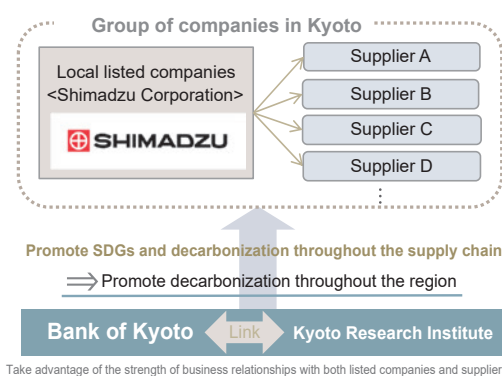 Group of companies in Kyoto
Local listed companies
<Shimadzu Corporation>
SHIMADZU
Supplier A
Supplier B
Supplier C
Supplier D
⋮
Promote SDGs and decarbonization throughout the supply chain
⇒ Promote decarbonization throughout the region
Bank of Kyoto Link Kyoto Research Institute
Take advantage of the strength of business relationships with both listed companies and supplier